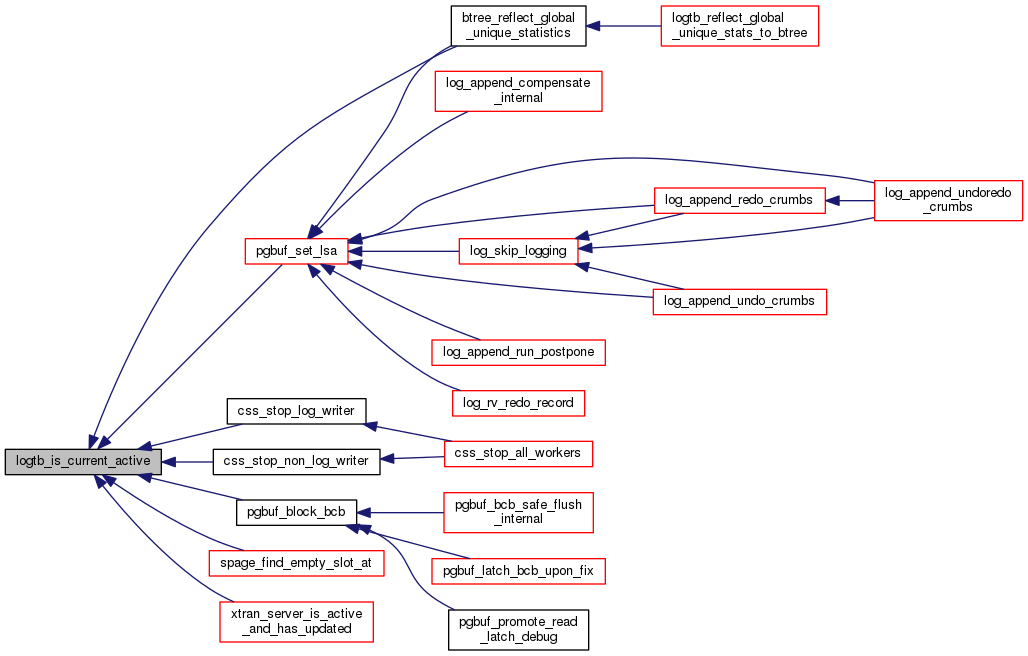 btree_reflect_global
_unique_statistics
logtb_reflect_global
_unique_stats_to_btree
log_append_compensate
_internal
log_append_undoredo
_crumbs
log_append_redo_crumbs
pgbuf_set_lsa
log_skip_logging
log_append_undo_crumbs
log_append_run_postpone
log_rv_redo_record
css_stop_log_writer
css_stop_all_workers
logtb_is_current_active
css_stop_non_log_writer
pgbuf_block_bcb
pgbuf_bcb_safe_flush
_internal
spage_find_empty_slot_at
pgbuf_latch_bcb_upon_fix
xtran_server_is_active
_and_has_updated
pgbuf_promote_read
_latch_debug